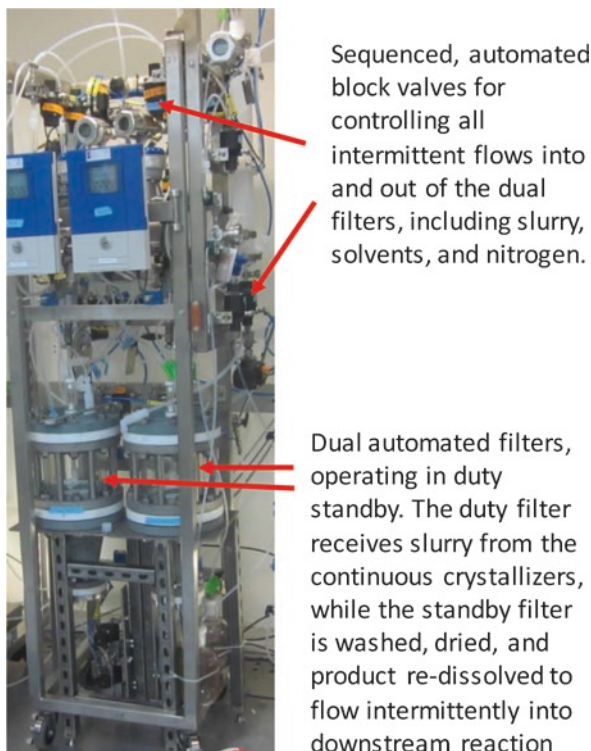 Sequenced, automated
block valves for
controlling all
intermittent flows into
and out of the dual
filters, including slurry,
solvents, and nitrogen.
Dual automated filters,
operating in duty
standby. The duty filter
receives slurry from the
continuous crystallizers,
while the standby filter
is washed, dried, and
product re-dissolved to
flow intermittently into
downstream reaction